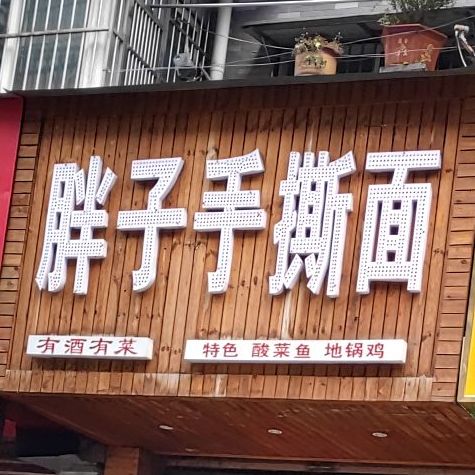 胖子手撕面
有酒有菜
特色 酸菜鱼 地锅鸡